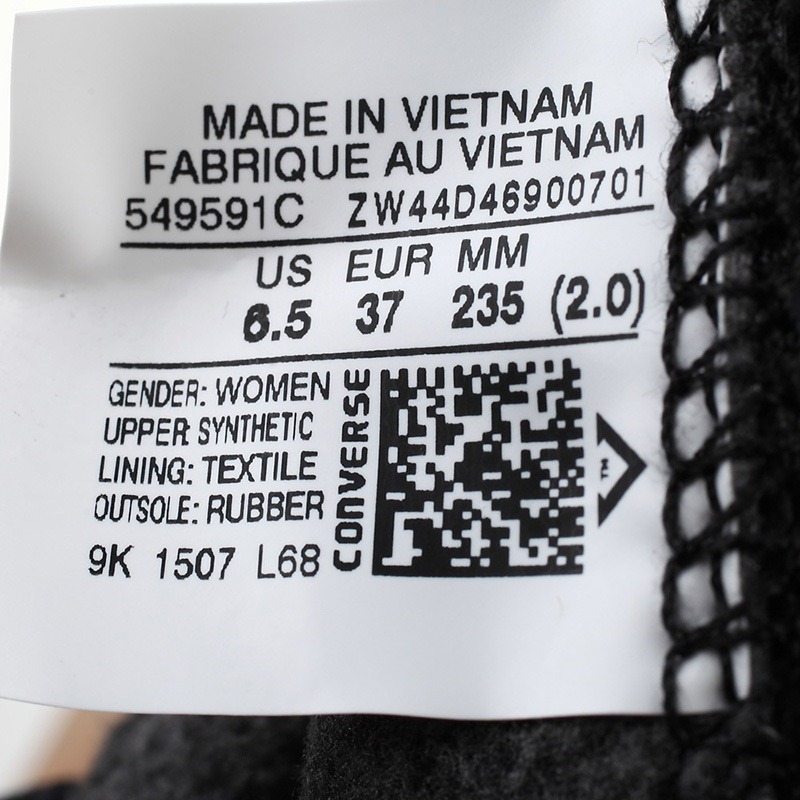 MADE IN VIETNAM
FABRIQUE AU VIETNAM
549591C ZW44D46900701
US EUR MM
6.5 37 235 (2.0)
GENDER: WOMEN
UPPER: SYNTHETIC
LINING: TEXTILE
OUTSOLE: RUBBER
9K 1507 L68
CONVERSE
TM